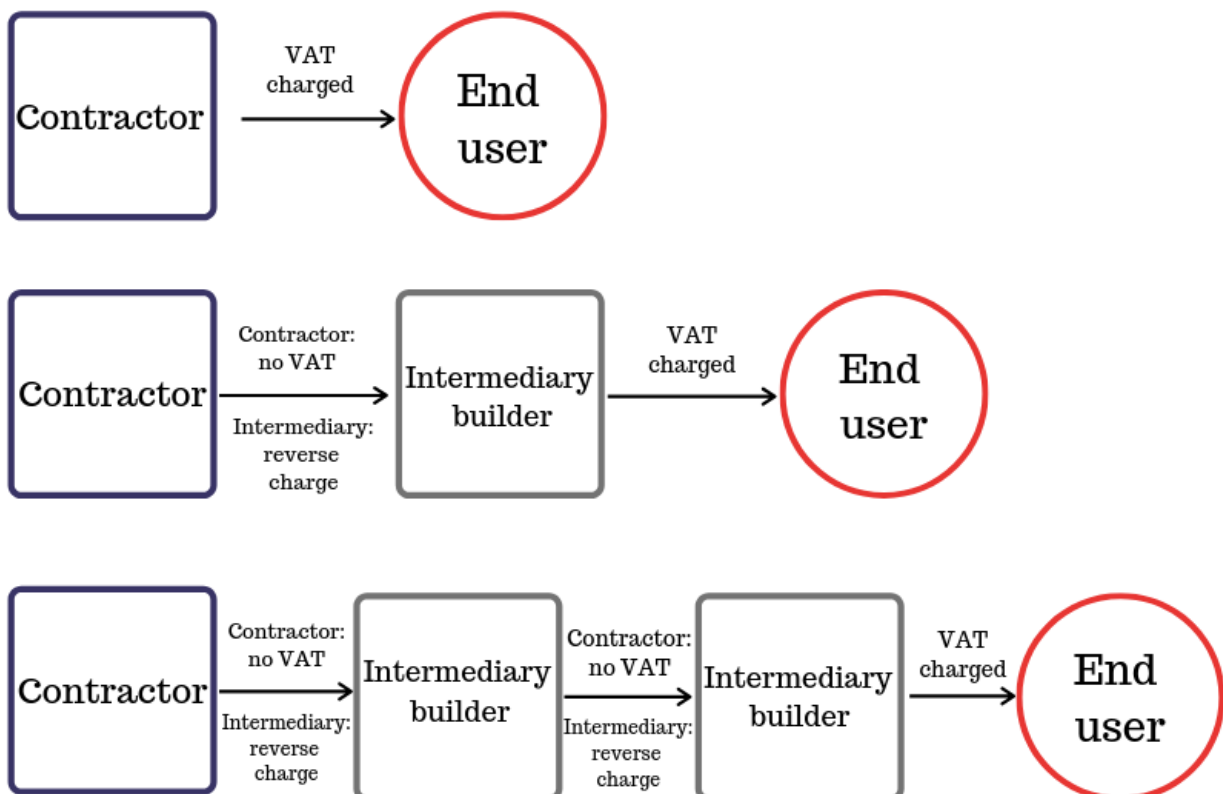 Contractor
VAT
charged
End
user
Contractor
Contractor:
no VAT
Intermediary:
reverse
charge
Intermediary
builder
VAT
charged
End
user
Contractor
Contractor:
no VAT
Intermediary:
reverse
charge
Intermediary
builder
Contractor:
no VAT
Intermediary:
reverse
charge
Intermediary
builder
VAT
charged
End
user